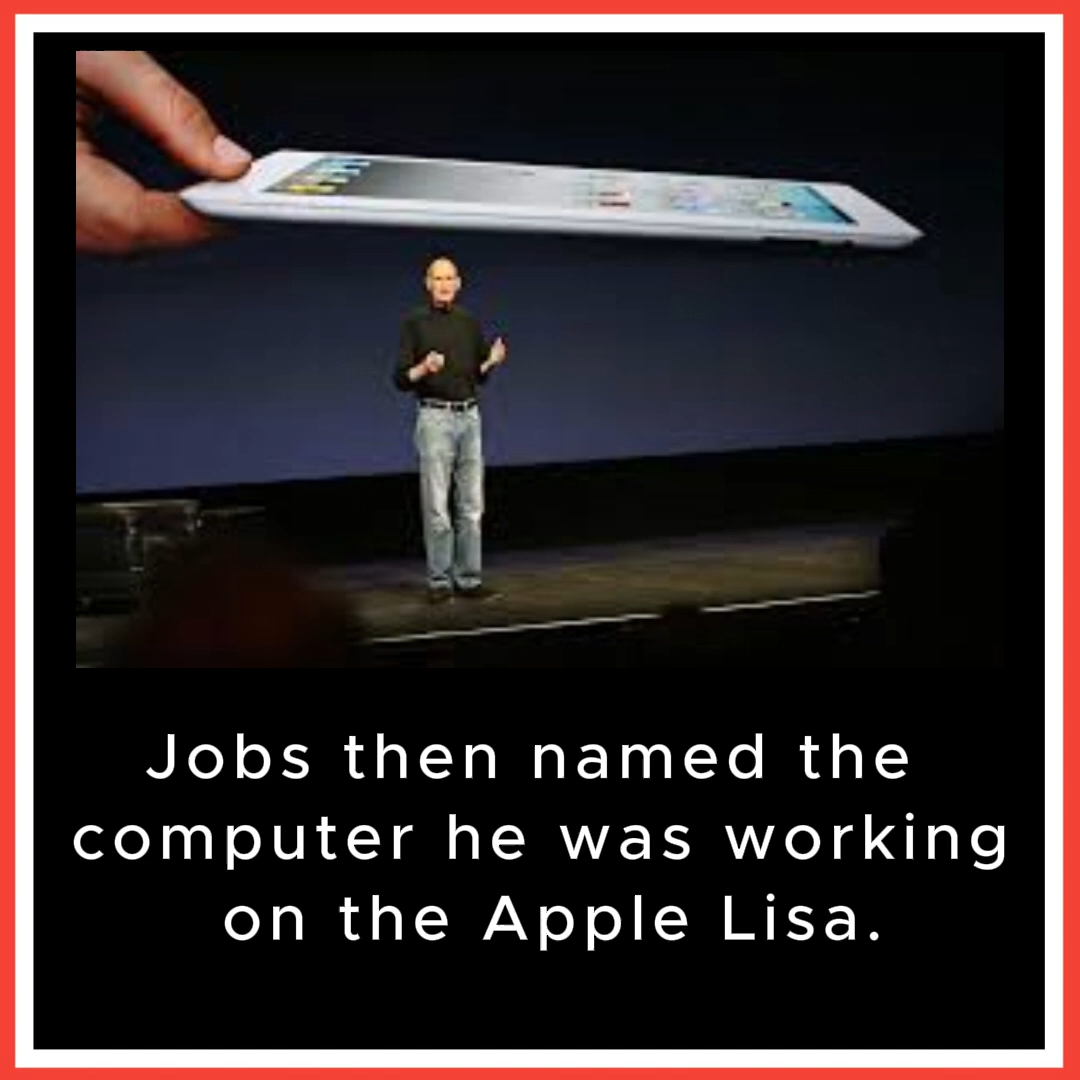 Jobs then named the
computer he was working
on the Apple Lisa.